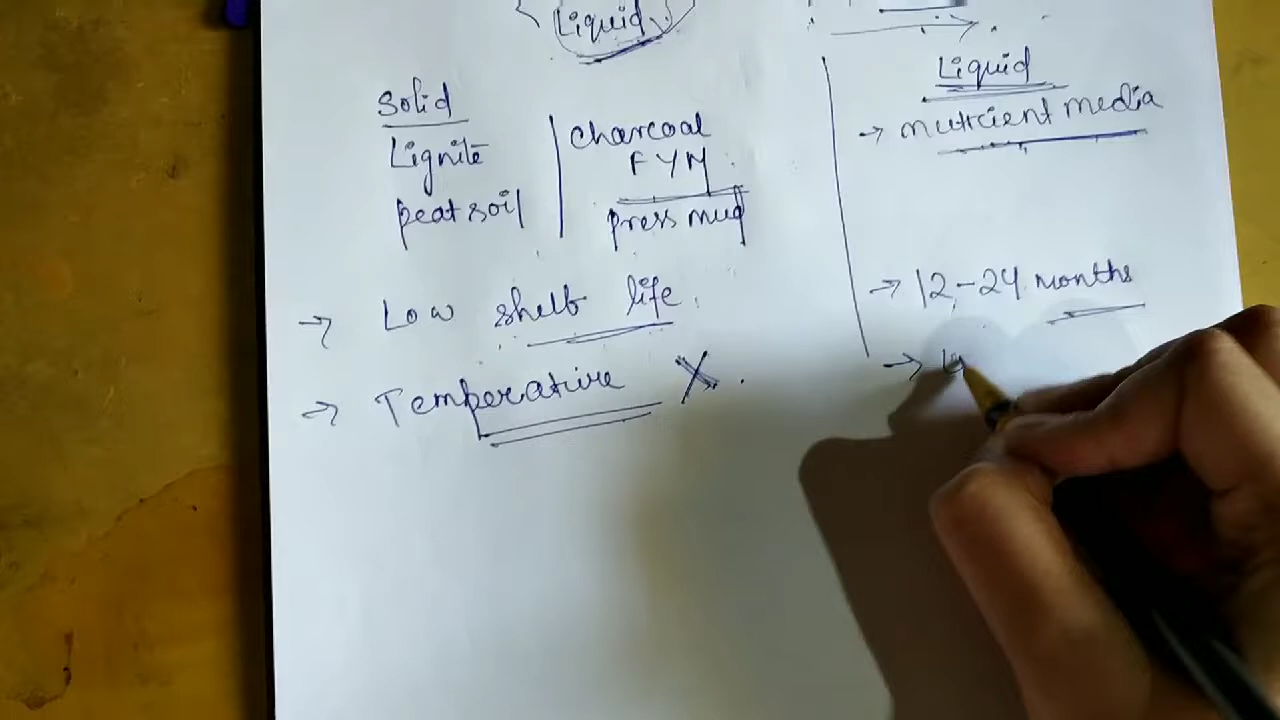 Liquid
Solid
Lignite
peat soil
charcoal
FYM
press mud
→ Low shelf life.
→ Temperature X.
Liquid
→ nutrient media
→ 12-24 months
→